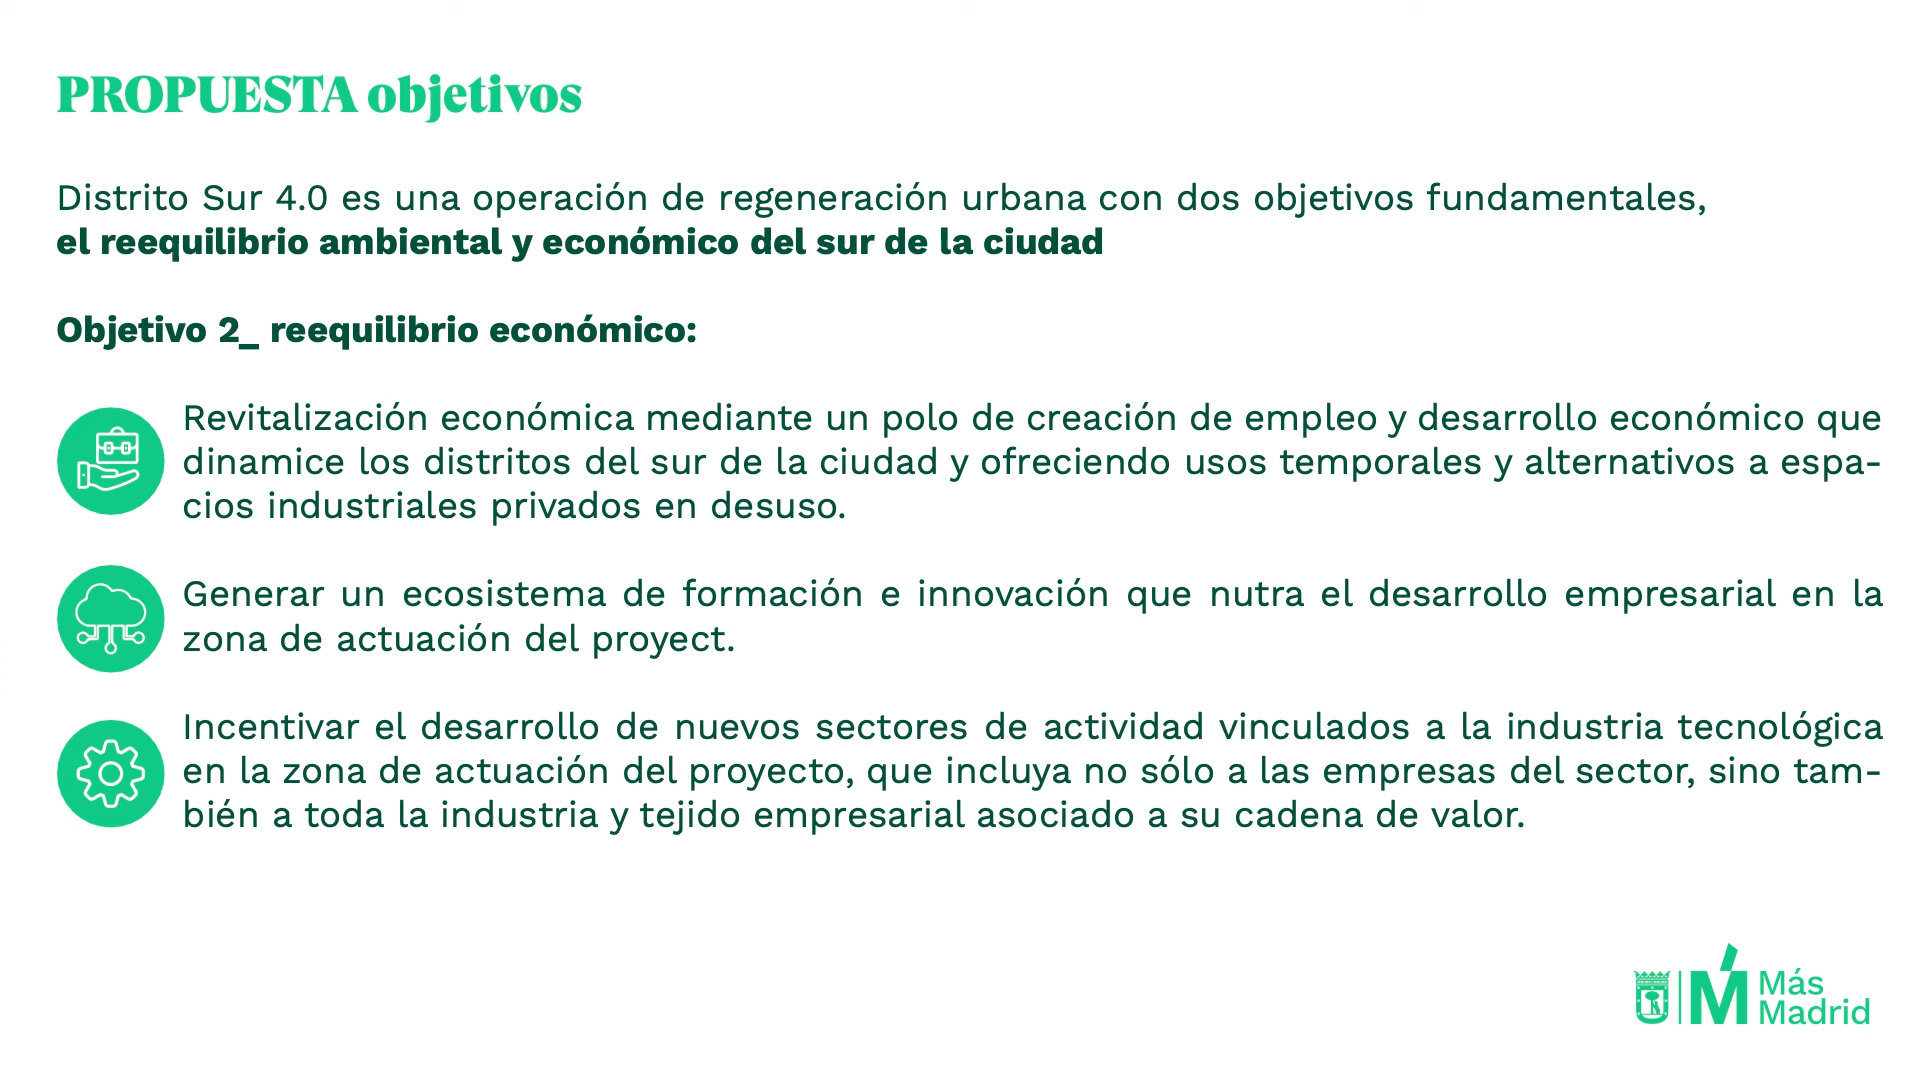 PROPUESTA objetivos
Distrito Sur 4.0 es una operación de regeneración urbana con dos objetivos fundamentales,
el reequilibrio ambiental y económico del sur de la ciudad
Objetivo 2_ reequilibrio económico:
Revitalización económica mediante un polo de creación de empleo y desarrollo económico que
dinamice los distritos del sur de la ciudad y ofreciendo usos temporales y alternativos a espa-
cios industriales privados en desuso.
Generar un ecosistema de formación e innovación que nutra el desarrollo empresarial en la
zona de actuación del proyect.
Incentivar el desarrollo de nuevos sectores de actividad vinculados a la industria tecnológica
en la zona de actuación del proyecto, que incluya no sólo a las empresas del sector, sino tam-
bién a toda la industria y tejido empresarial asociado a su cadena de valor.
Ḿ
Más
Madrid